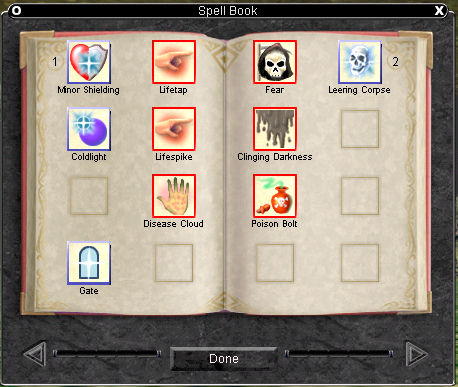 O Spell Book X
1 2
Minor Shielding Lifetap Fear Leering Corpse
Coldlight Lifespike Clinging Darkness
Disease Cloud Poison Bolt
Gate
Done